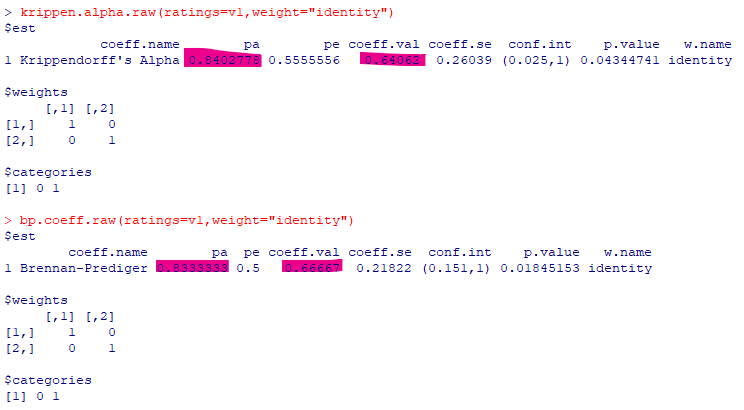 > krippen.alpha.raw(ratings=v1,weight="identity")
$est
coeff.name pa pe coeff.val coeff.se conf.int p.value w.name
1 Krippendorff's Alpha 0.8402778 0.5555556 0.64062 0.26039 (0.025,1) 0.04344741 identity
$weights
[,1] [,2]
[1,] 1 0
[2,] 0 1
$categories
[1] 0 1
> bp.coeff.raw(ratings=v1,weight="identity")
$est
coeff.name pa pe coeff.val coeff.se conf.int p.value w.name
1 Brennan-Prediger 0.8333333 0.5 0.66667 0.21822 (0.151,1) 0.01845153 identity
$weights
[,1] [,2]
[1,] 1 0
[2,] 0 1
$categories
[1] 0 1